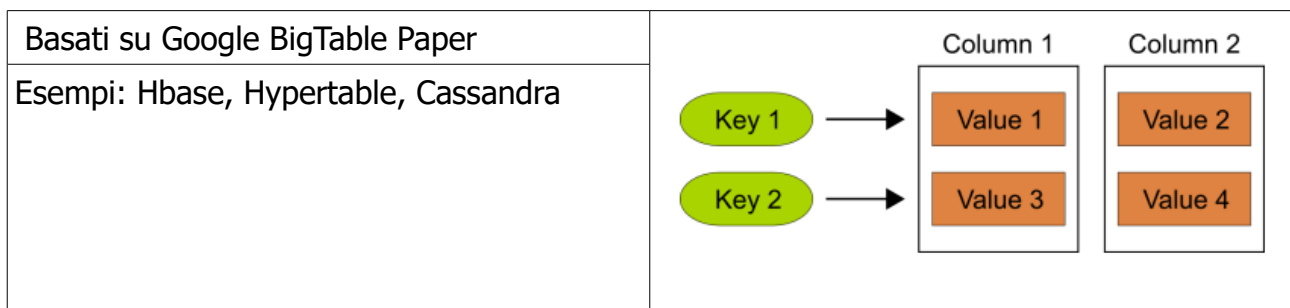 Basati su Google BigTable Paper
Esempi: Hbase, Hypertable, Cassandra
Column 1 Column 2
Key 1 Value 1 Value 2
Key 2 Value 3 Value 4